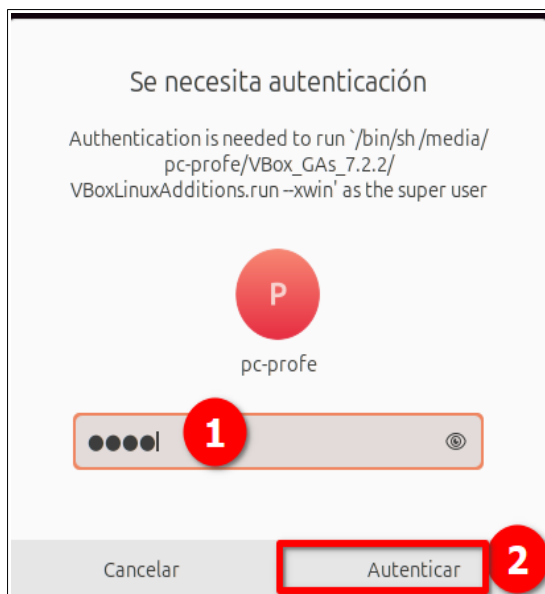 Se necesita autenticación
Authentication is needed to run `/bin/sh /media/
pc-profe/VBox_GAs_7.2.2/
VBoxLinuxAdditions.run --xwin' as the super user
P
pc-profe
●●●●
1
Cancelar
Autenticar
2